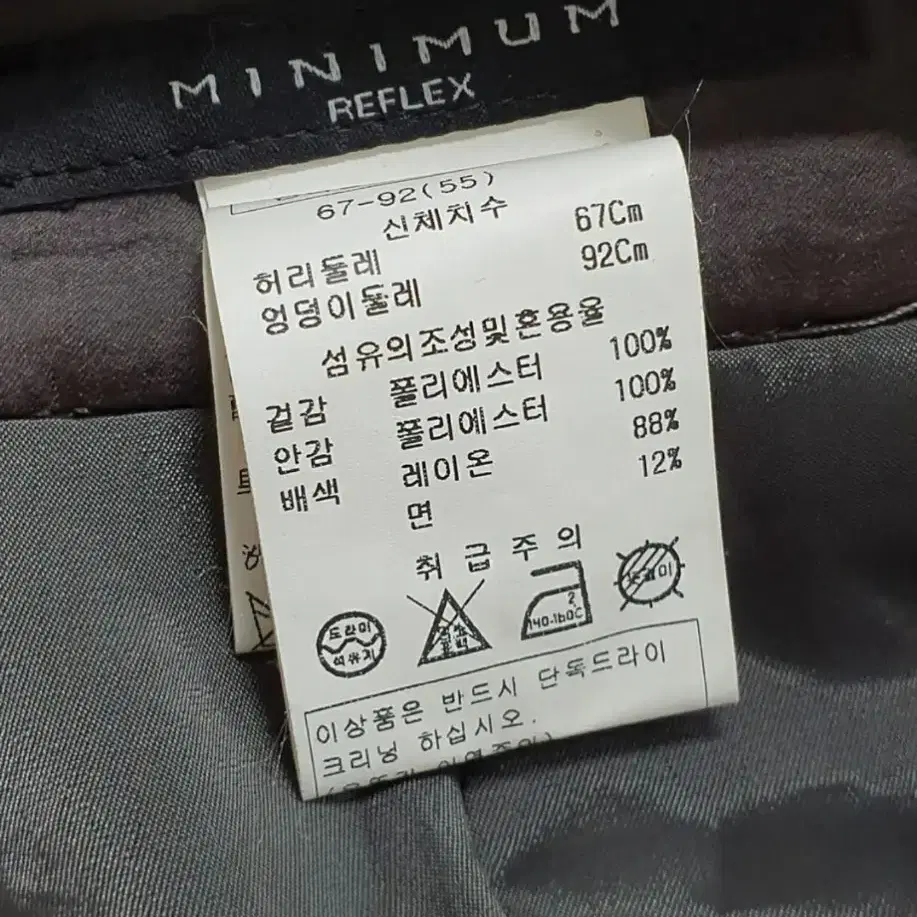 MINIMUM
REFLEX
67-92(55)
신체치수
허리둘레 67Cm
엉덩이둘레 92Cm
섬유의조성및혼용율
겉감 폴리에스터 100%
안감 폴리에스터 100%
배색 레이온 88%
면 12%
취급주의
드라이
석유계
2
140-160℃
드라이
이상품은 반드시 단독드라이
크리닝 하십시오.